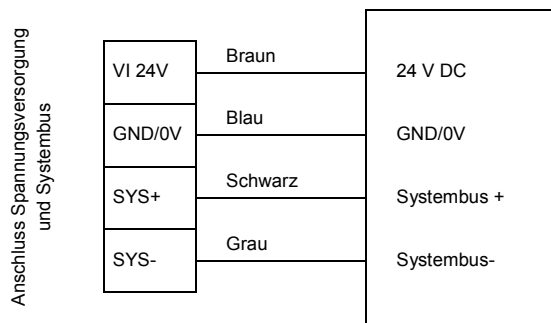 Anschluss Spannungsversorgung
und Systembus
VI 24V
Braun
24 V DC
GND/0V
Blau
GND/0V
SYS+
Schwarz
Systembus +
SYS-
Grau
Systembus-